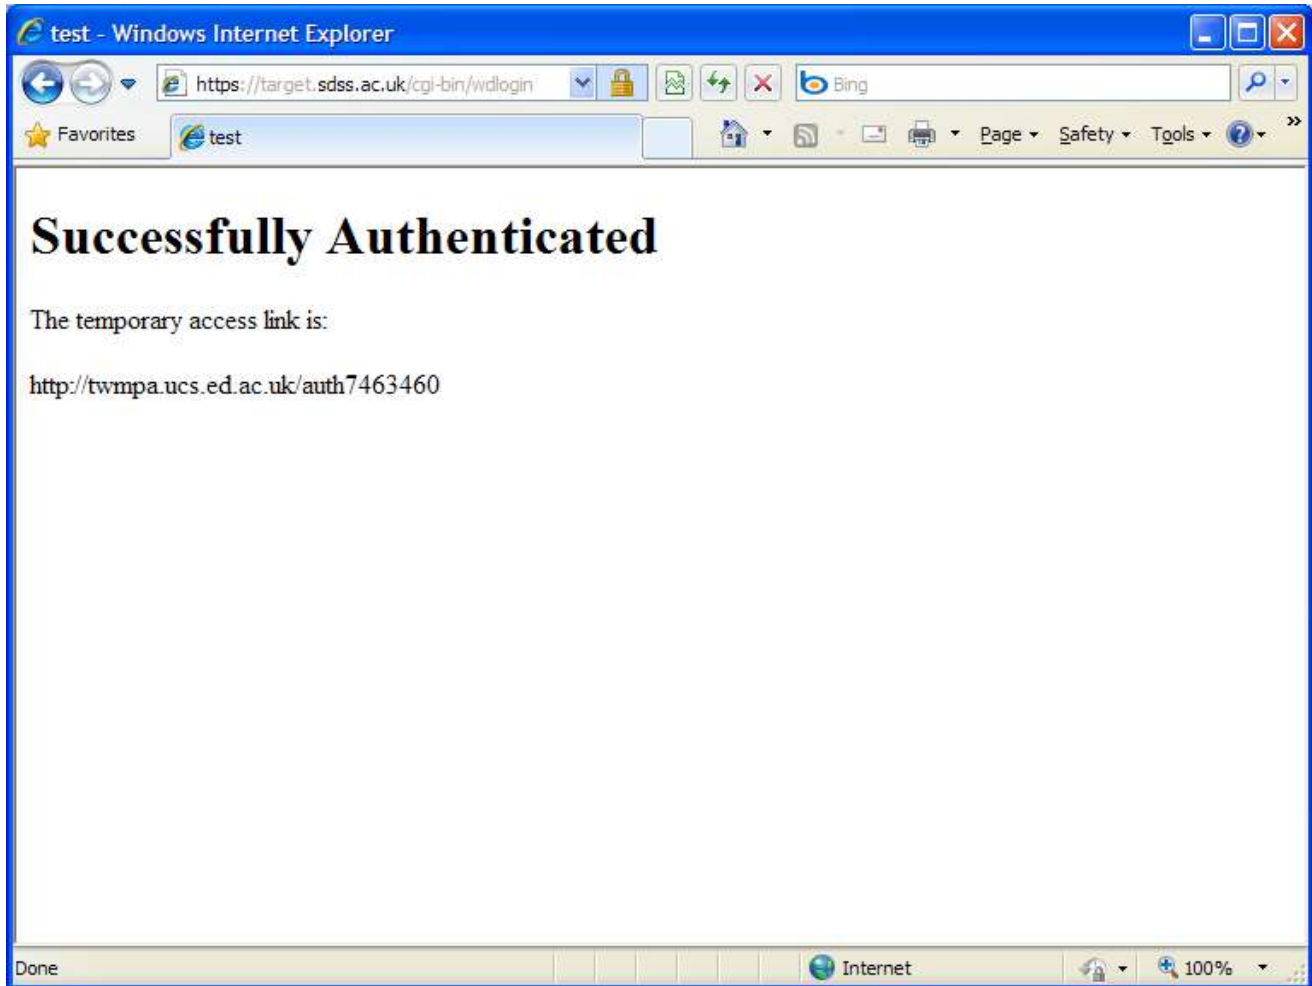 test - Windows Internet Explorer
https://target.sdss.ac.uk/cgi-bin/wdlogin
Bing
Favorites
test
Page
Safety
Tools
»
Successfully Authenticated
The temporary access link is:
http://twmpa.ucs.ed.ac.uk/auth7463460
Done
Internet
100%